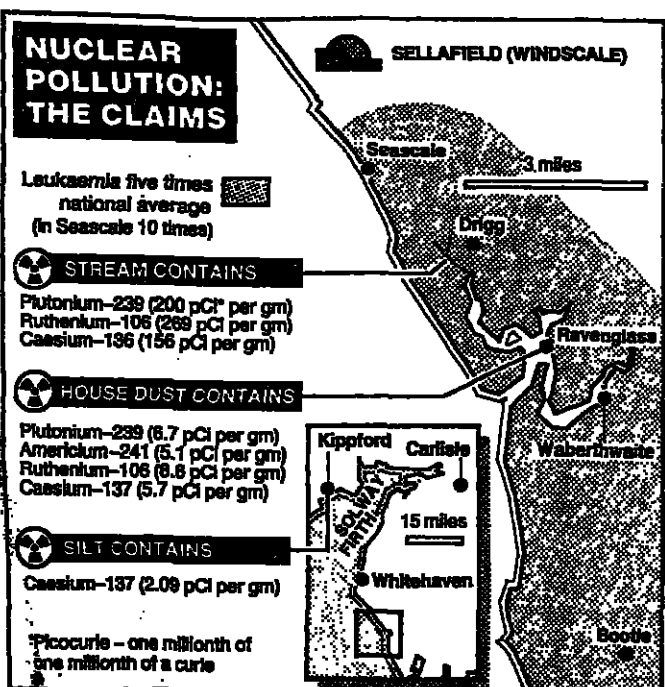 NUCLEAR
POLLUTION:
THE CLAIMS
Leukaemia five times
national average
(in Seascale 10 times)
STREAM CONTAINS
Plutonium–239 (200 pCi* per gm)
Ruthenium–106 (269 pCi per gm)
Caesium–136 (156 pCi per gm)
HOUSE DUST CONTAINS
Plutonium–239 (6.7 pCi per gm)
Americium–241 (5.1 pCi per gm)
Ruthenium–106 (8.6 pCi per gm)
Caesium–137 (5.7 pCi per gm)
SILT CONTAINS
Caesium–137 (2.09 pCi per gm)
*Picocurie – one millionth of
one millionth of a curie
SELLAFIELD (WINDSCALE)
Seascale
3 miles
Drigg
Ravenglass
Waberthwaite
Bootle
Kippford
Carlisle
SOLWAY
FIRTH
15 miles
Whitehaven